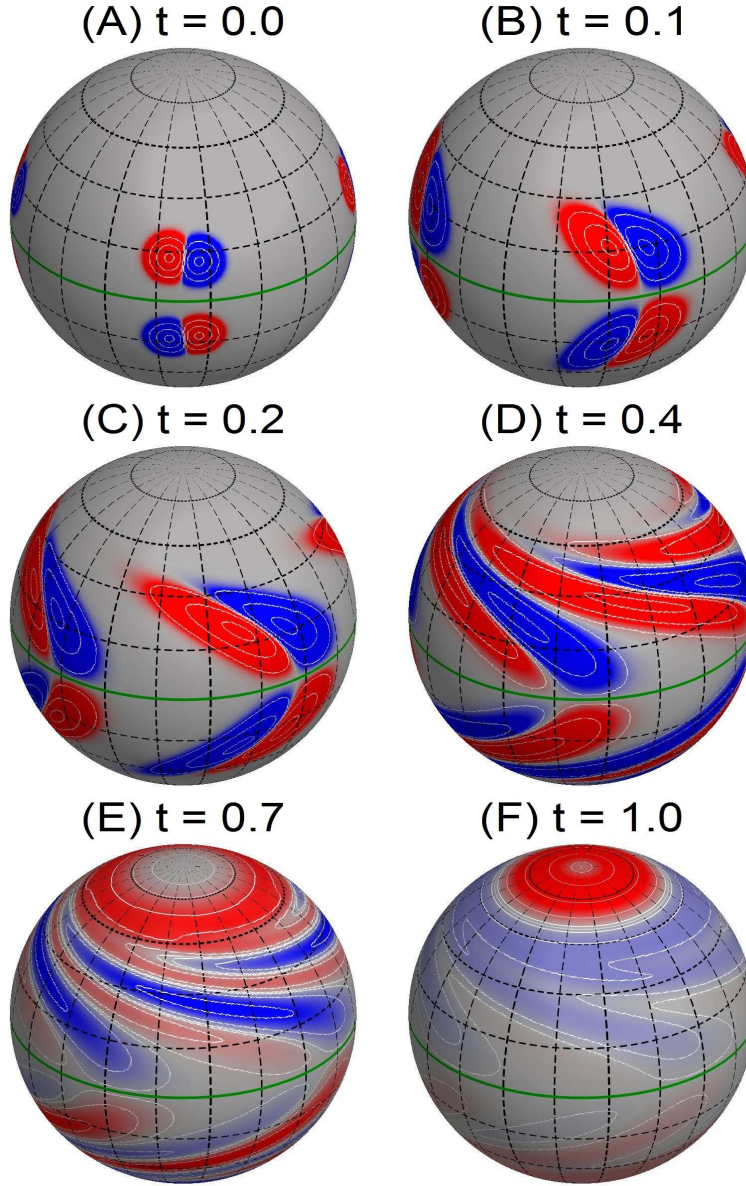 (A) t = 0.0
(B) t = 0.1
(C) t = 0.2
(D) t = 0.4
(E) t = 0.7
(F) t = 1.0